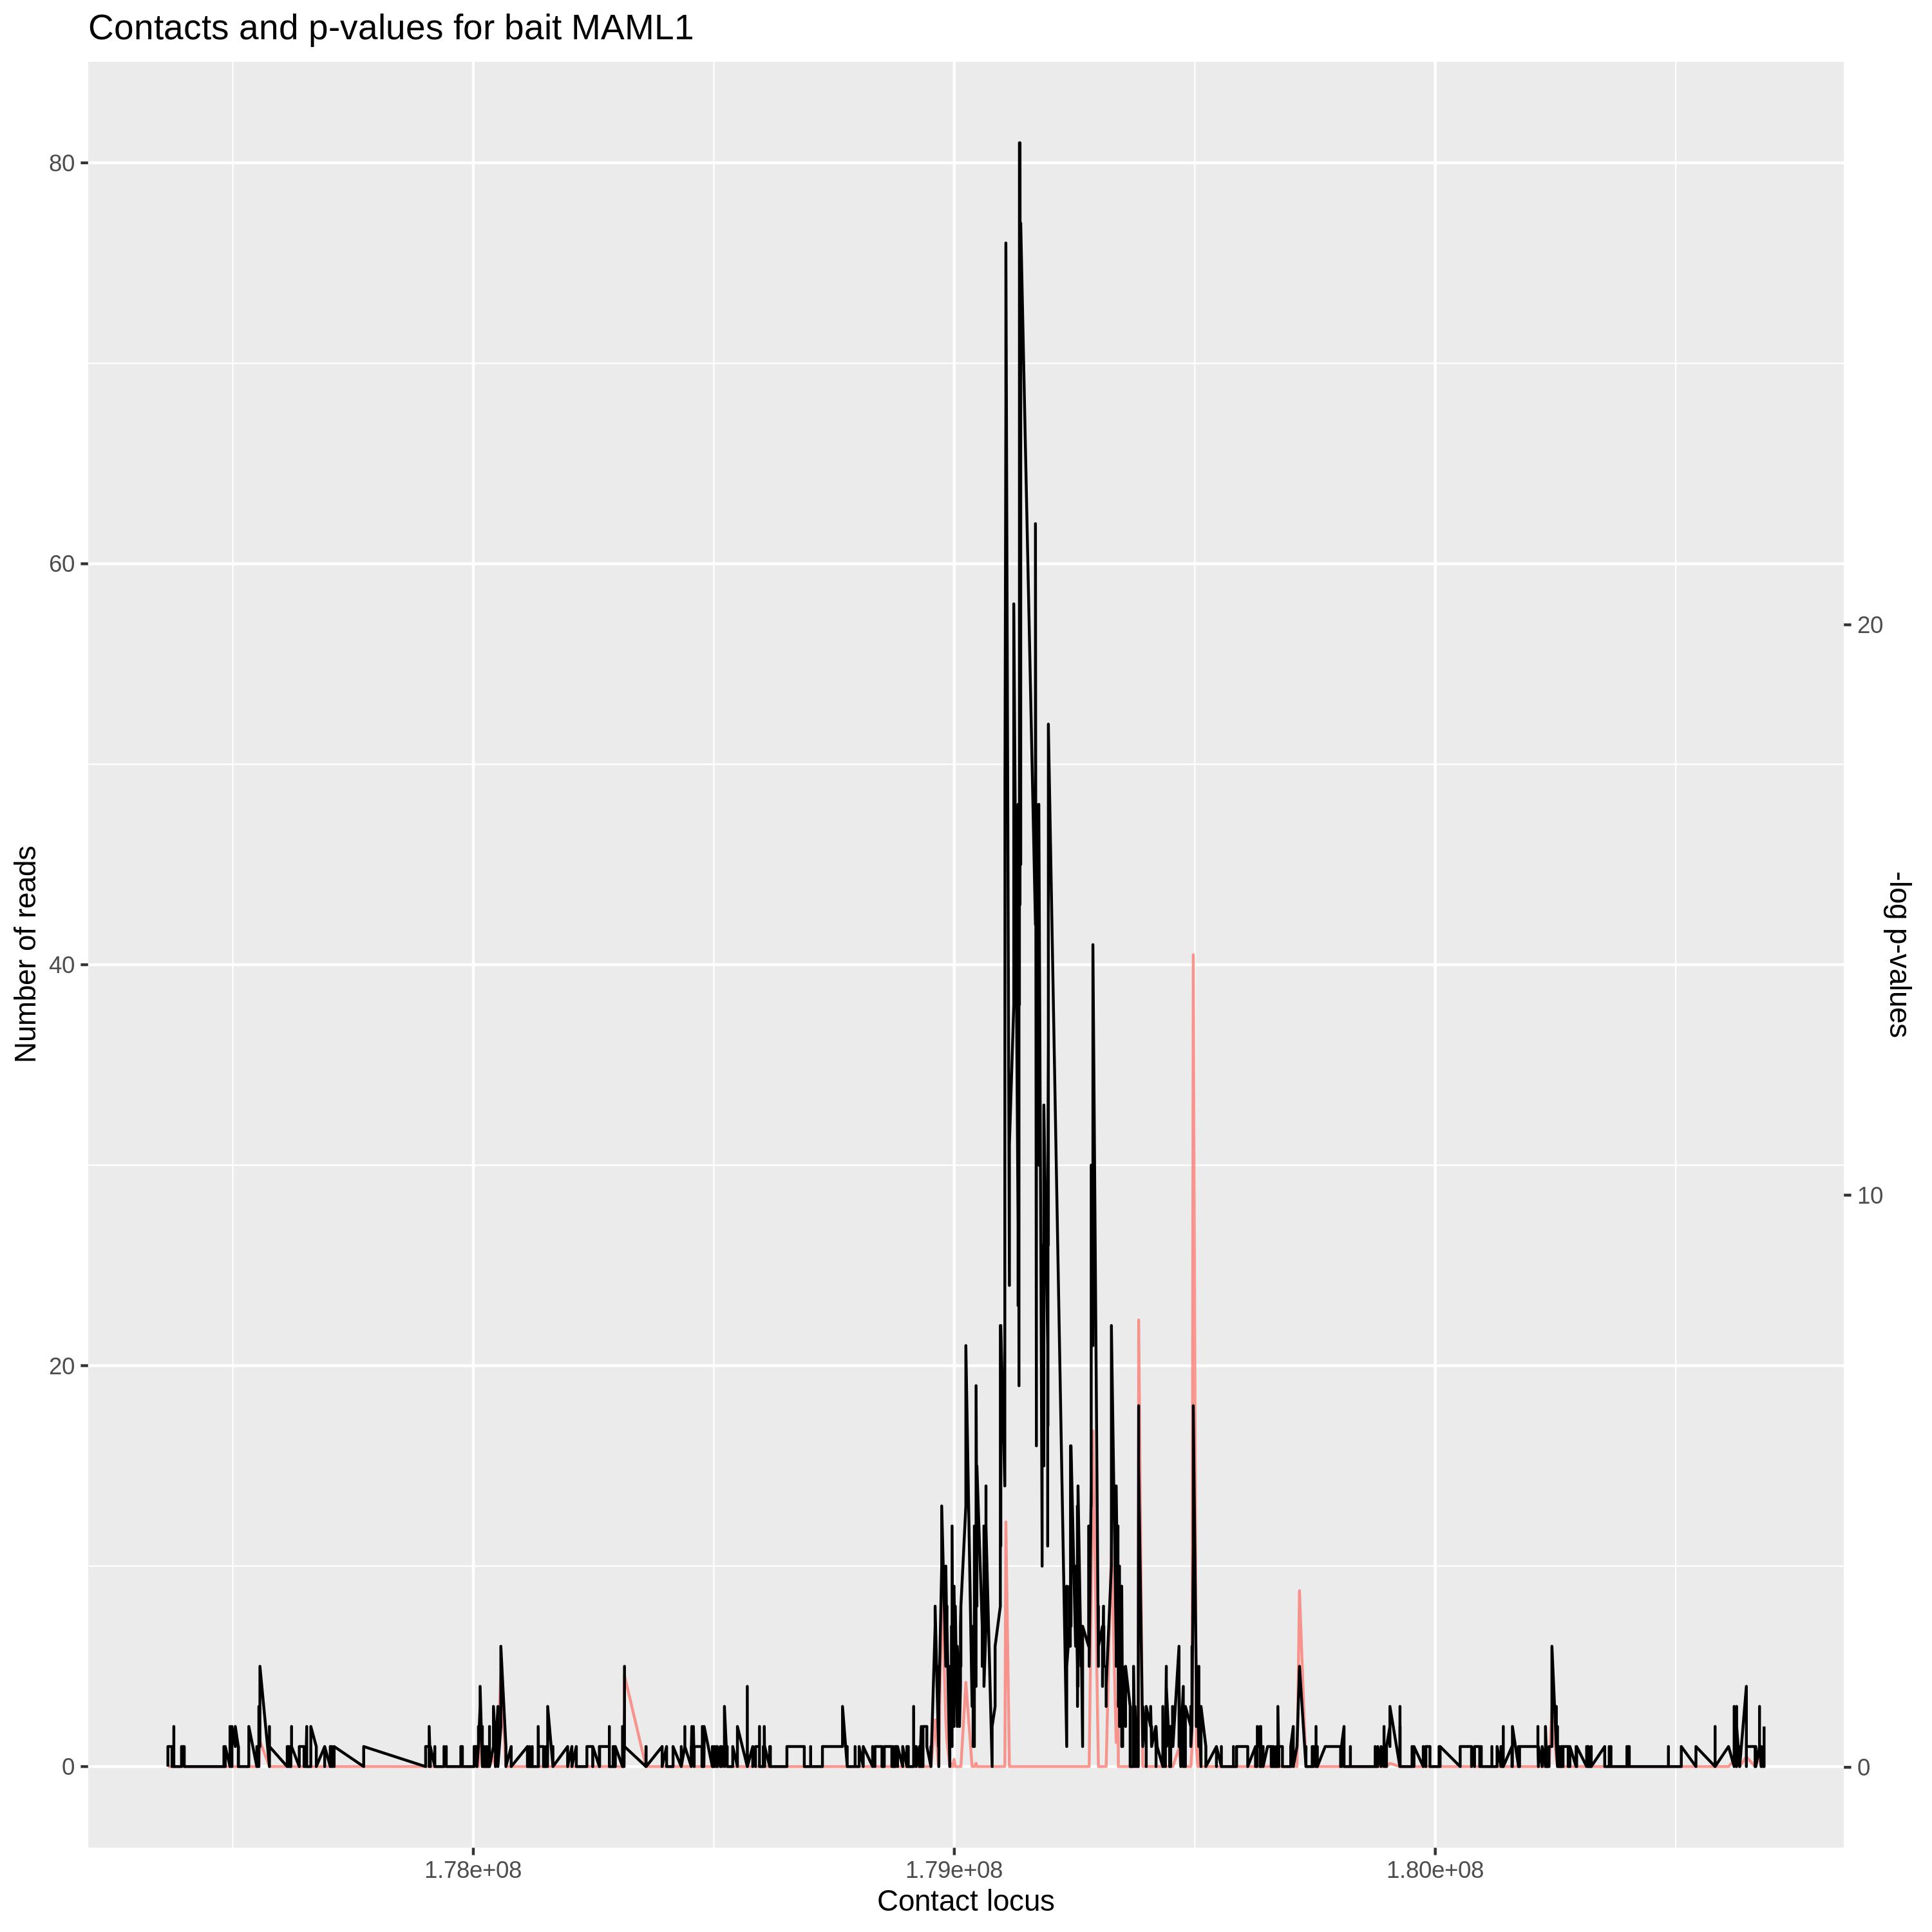 Contacts and p-values for bait MAML1
80
60
40
20
0
Number of reads
20
10
0
-log p-values
1.78e+08
1.79e+08
1.80e+08
Contact locus